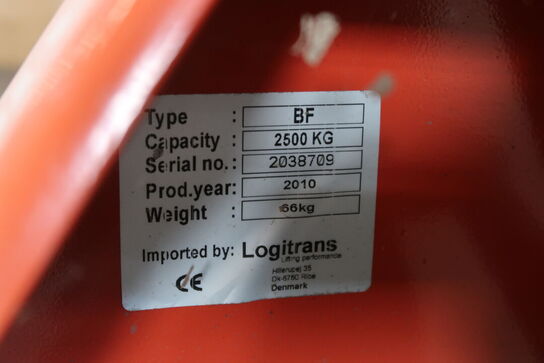 Type : BF
Capacity : 2500 KG
Serial no.: 2038709
Prod.year: 2010
Weight : 66kg
Imported by: Logitrans
Lifting performance
Hillerupvej 35
Dk-6760 Ribe
Denmark
CE